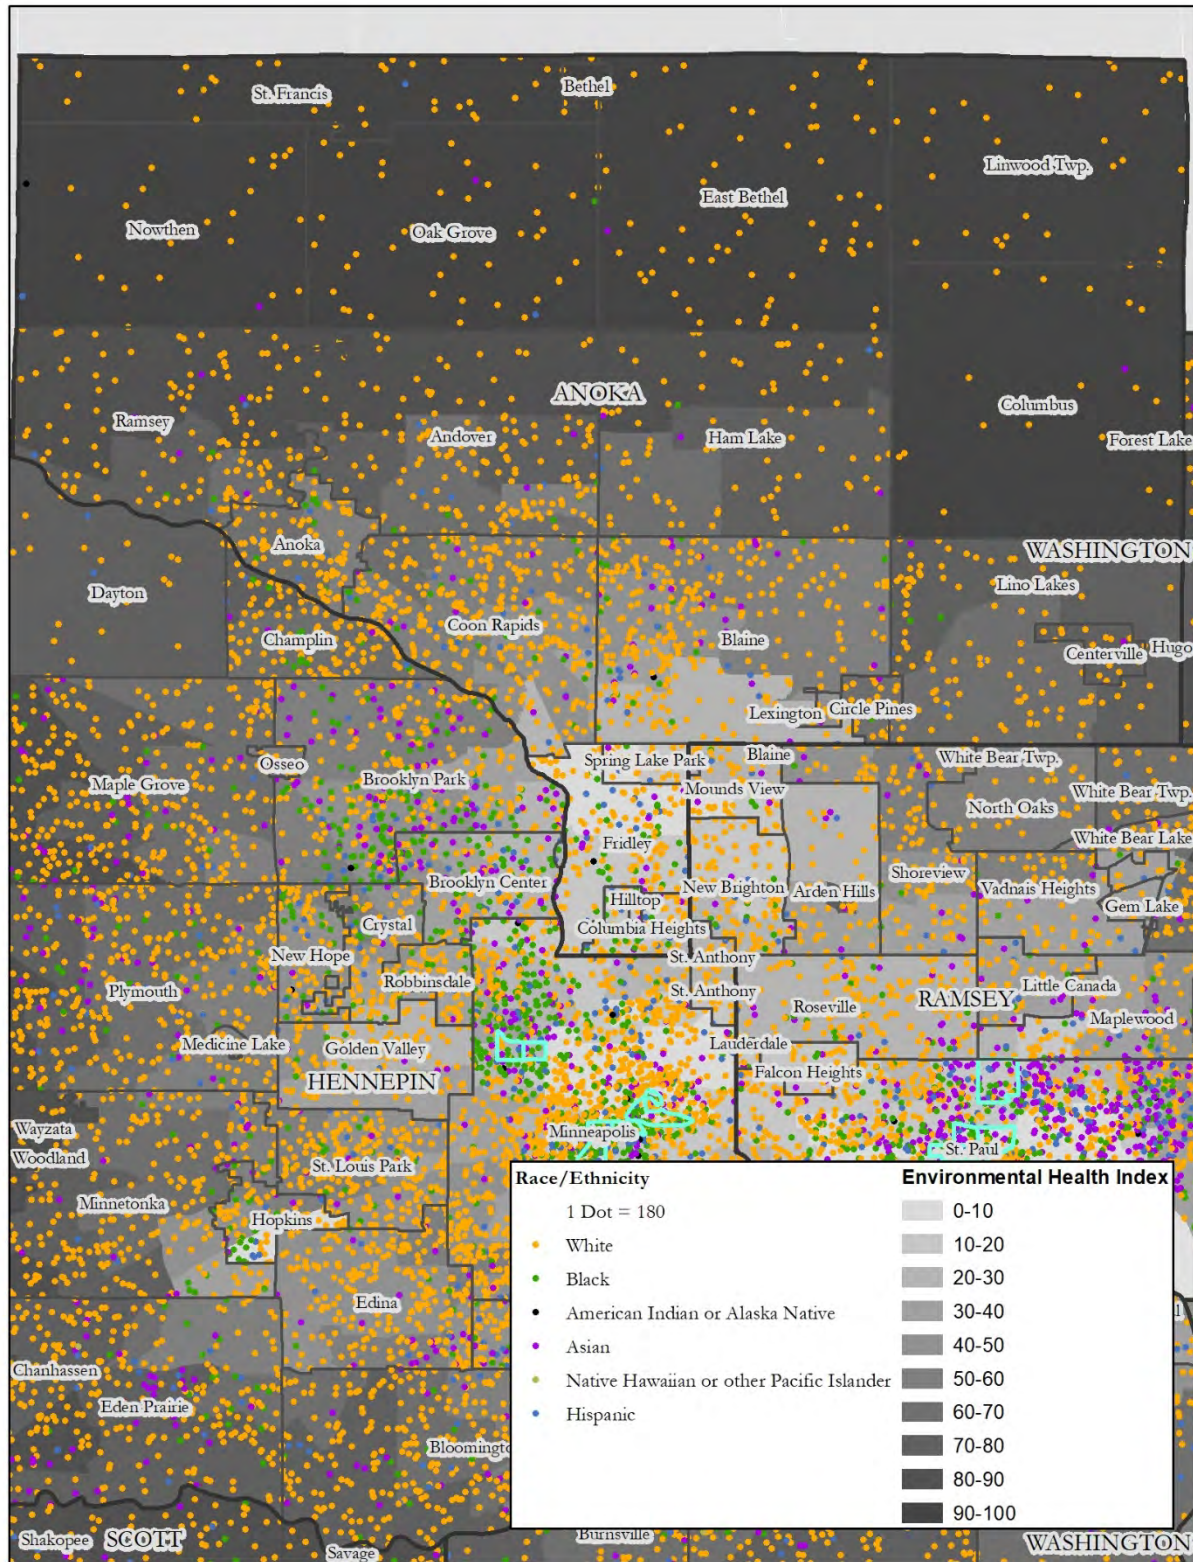 St. Francis
Bethel
Linwood Twp.
East Bethel
Nowthen
Oak Grove
ANOKA
Columbus
Ramsey
Andover
Ham Lake
Forest Lake
Anoka
WASHINGTON
Dayton
Lino Lakes
Coon Rapids
Champlin
Blaine
Centerville
Hugo
Lexington
Circle Pines
Osseo
Spring Lake Park
Blaine
White Bear Twp.
Brooklyn Park
Maple Grove
Mounds View
White Bear Twp.
North Oaks
White Bear Lake
Fridley
Shoreview
Brooklyn Center
New Brighton
Arden Hills
Vadnais Heights
Hilltop
Gem Lake
Crystal
Columbia Heights
New Hope
St. Anthony
Robbinsdale
Plymouth
St. Anthony
Roseville
RAMSEY
Little Canada
Maplewood
Medicine Lake
Golden Valley
Lauderdale
Falcon Heights
HENNEPIN
Wayzata
Minneapolis
St. Paul
Woodland
St. Louis Park
Minnetonka
Hopkins
Edina
Chanhassen
Eden Prairie
Bloomingto
Shakopee
SCOTT
Savage
Burnsville
WASHINGTON
Race/Ethnicity
1 Dot = 180
White
Black
American Indian or Alaska Native
Asian
Native Hawaiian or other Pacific Islander
Hispanic
Environmental Health Index
0-10
10-20
20-30
30-40
40-50
50-60
60-70
70-80
80-90
90-100